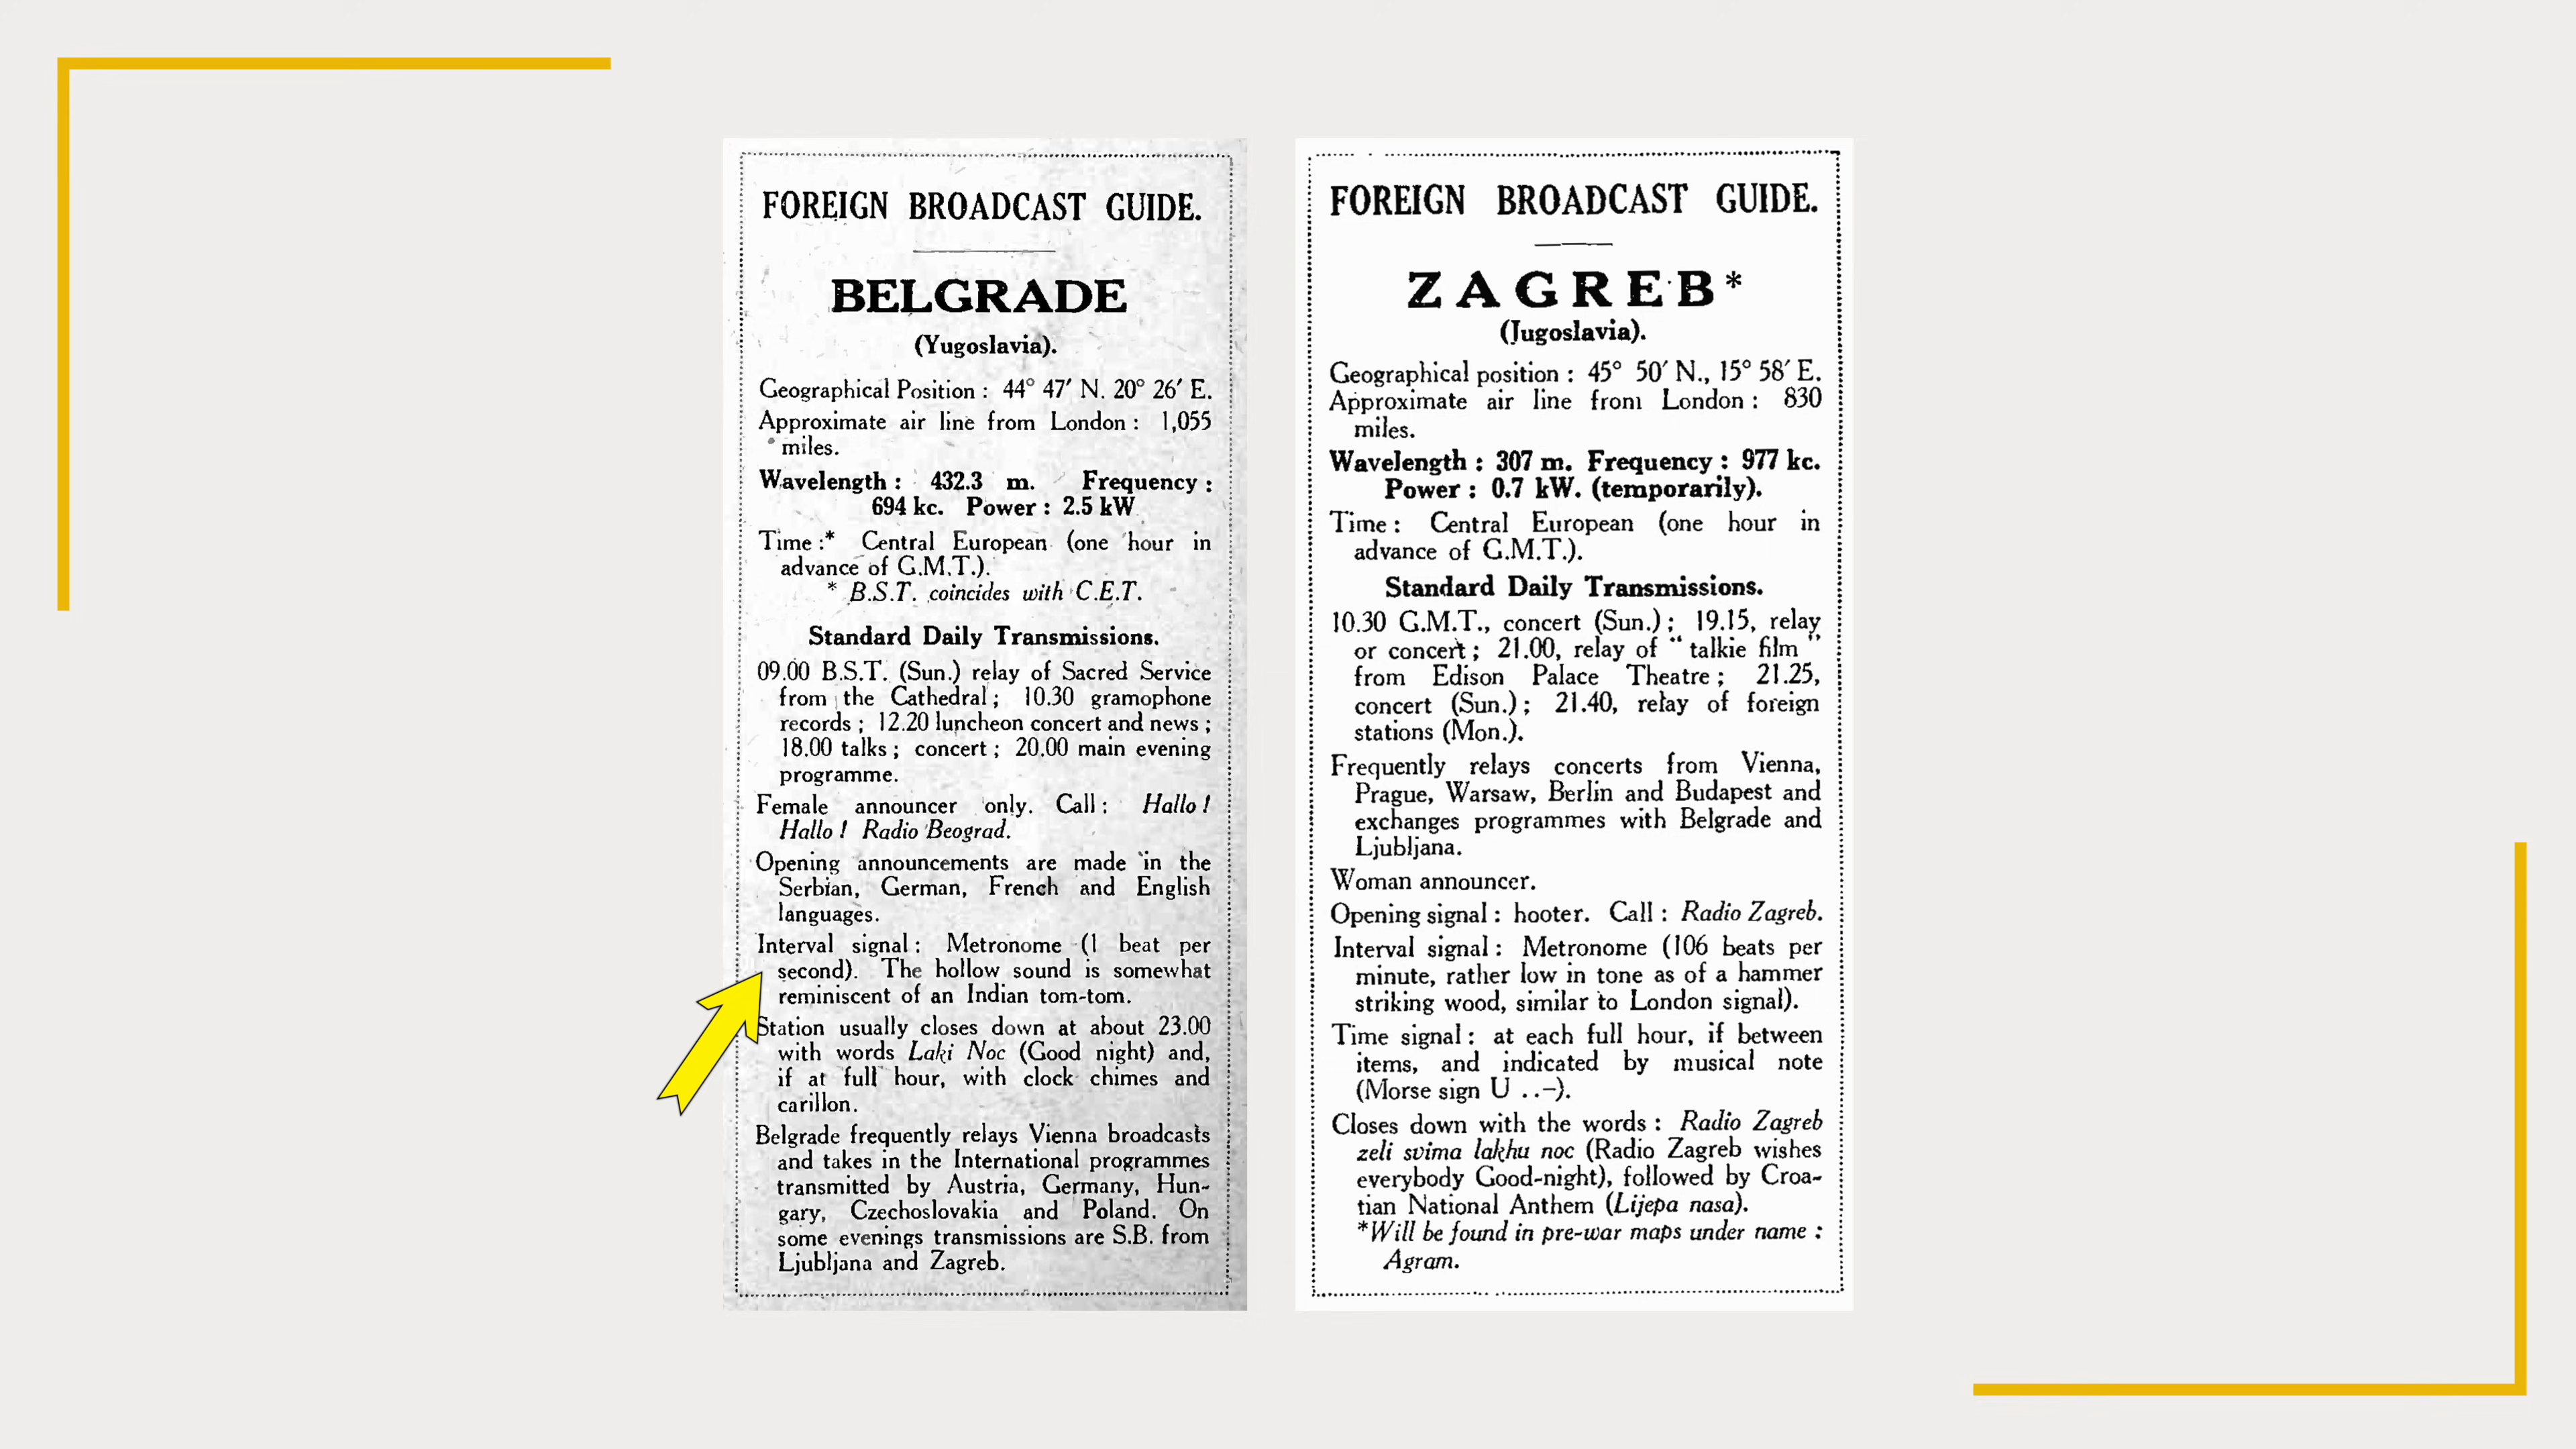 FOREIGN BROADCAST GUIDE.
BELGRADE
(Yugoslavia).
Geographical Position : 44° 47′ N. 20° 26′ E.
Approximate air line from London : 1,055
miles.
Wavelength : 432.3 m. Frequency :
694 kc. Power : 2.5 kW
Time :* Central European (one hour in
advance of G.M.T.).
* B.S.T. coincides with C.E.T.
Standard Daily Transmissions.
09.00 B.S.T. (Sun.) relay of Sacred Service
from the Cathedral ; 10.30 gramophone
records ; 12.20 luncheon concert and news ;
18.00 talks ; concert ; 20.00 main evening
programme.
Female announcer only. Call : Hallo !
Hallo ! Radio Beograd.
Opening announcements are made in the
Serbian, German, French and English
languages.
Interval signal : Metronome (1 beat per
second). The hollow sound is somewhat
reminiscent of an Indian tom-tom.
Station usually closes down at about 23.00
with words Laki Noc (Good night) and,
if at full hour, with clock chimes and
carillon.
Belgrade frequently relays Vienna broadcasts
and takes in the International programmes
transmitted by Austria, Germany, Hun-
gary, Czechoslovakia and Poland. On
some evenings transmissions are S.B. from
Ljubljana and Zagreb.
FOREIGN BROADCAST GUIDE.
ZAGREB*
(Jugoslavia).
Geographical position : 45° 50′ N., 15° 58′ E.
Approximate air line from London : 830
miles.
Wavelength : 307 m. Frequency : 977 kc.
Power : 0.7 kW. (temporarily).
Time : Central European (one hour in
advance of G.M.T.).
Standard Daily Transmissions.
10.30 G.M.T., concert (Sun.) ; 19.15, relay
or concert ; 21.00, relay of “ talkie film ”
from Edison Palace Theatre ; 21.25,
concert (Sun.) ; 21.40, relay of foreign
stations (Mon.).
Frequently relays concerts from Vienna,
Prague, Warsaw, Berlin and Budapest and
exchanges programmes with Belgrade and
Ljubljana.
Woman announcer.
Opening signal : hooter. Call : Radio Zagreb.
Interval signal : Metronome (106 beats per
minute, rather low in tone as of a hammer
striking wood, similar to London signal).
Time signal : at each full hour, if between
items, and indicated by musical note
(Morse sign U . . –).
Closes down with the words : Radio Zagreb
zeli svima lakhu noc (Radio Zagreb wishes
everybody Good-night), followed by Croa-
tian National Anthem (Lijepa nasa).
*Will be found in pre-war maps under name :
Agram.